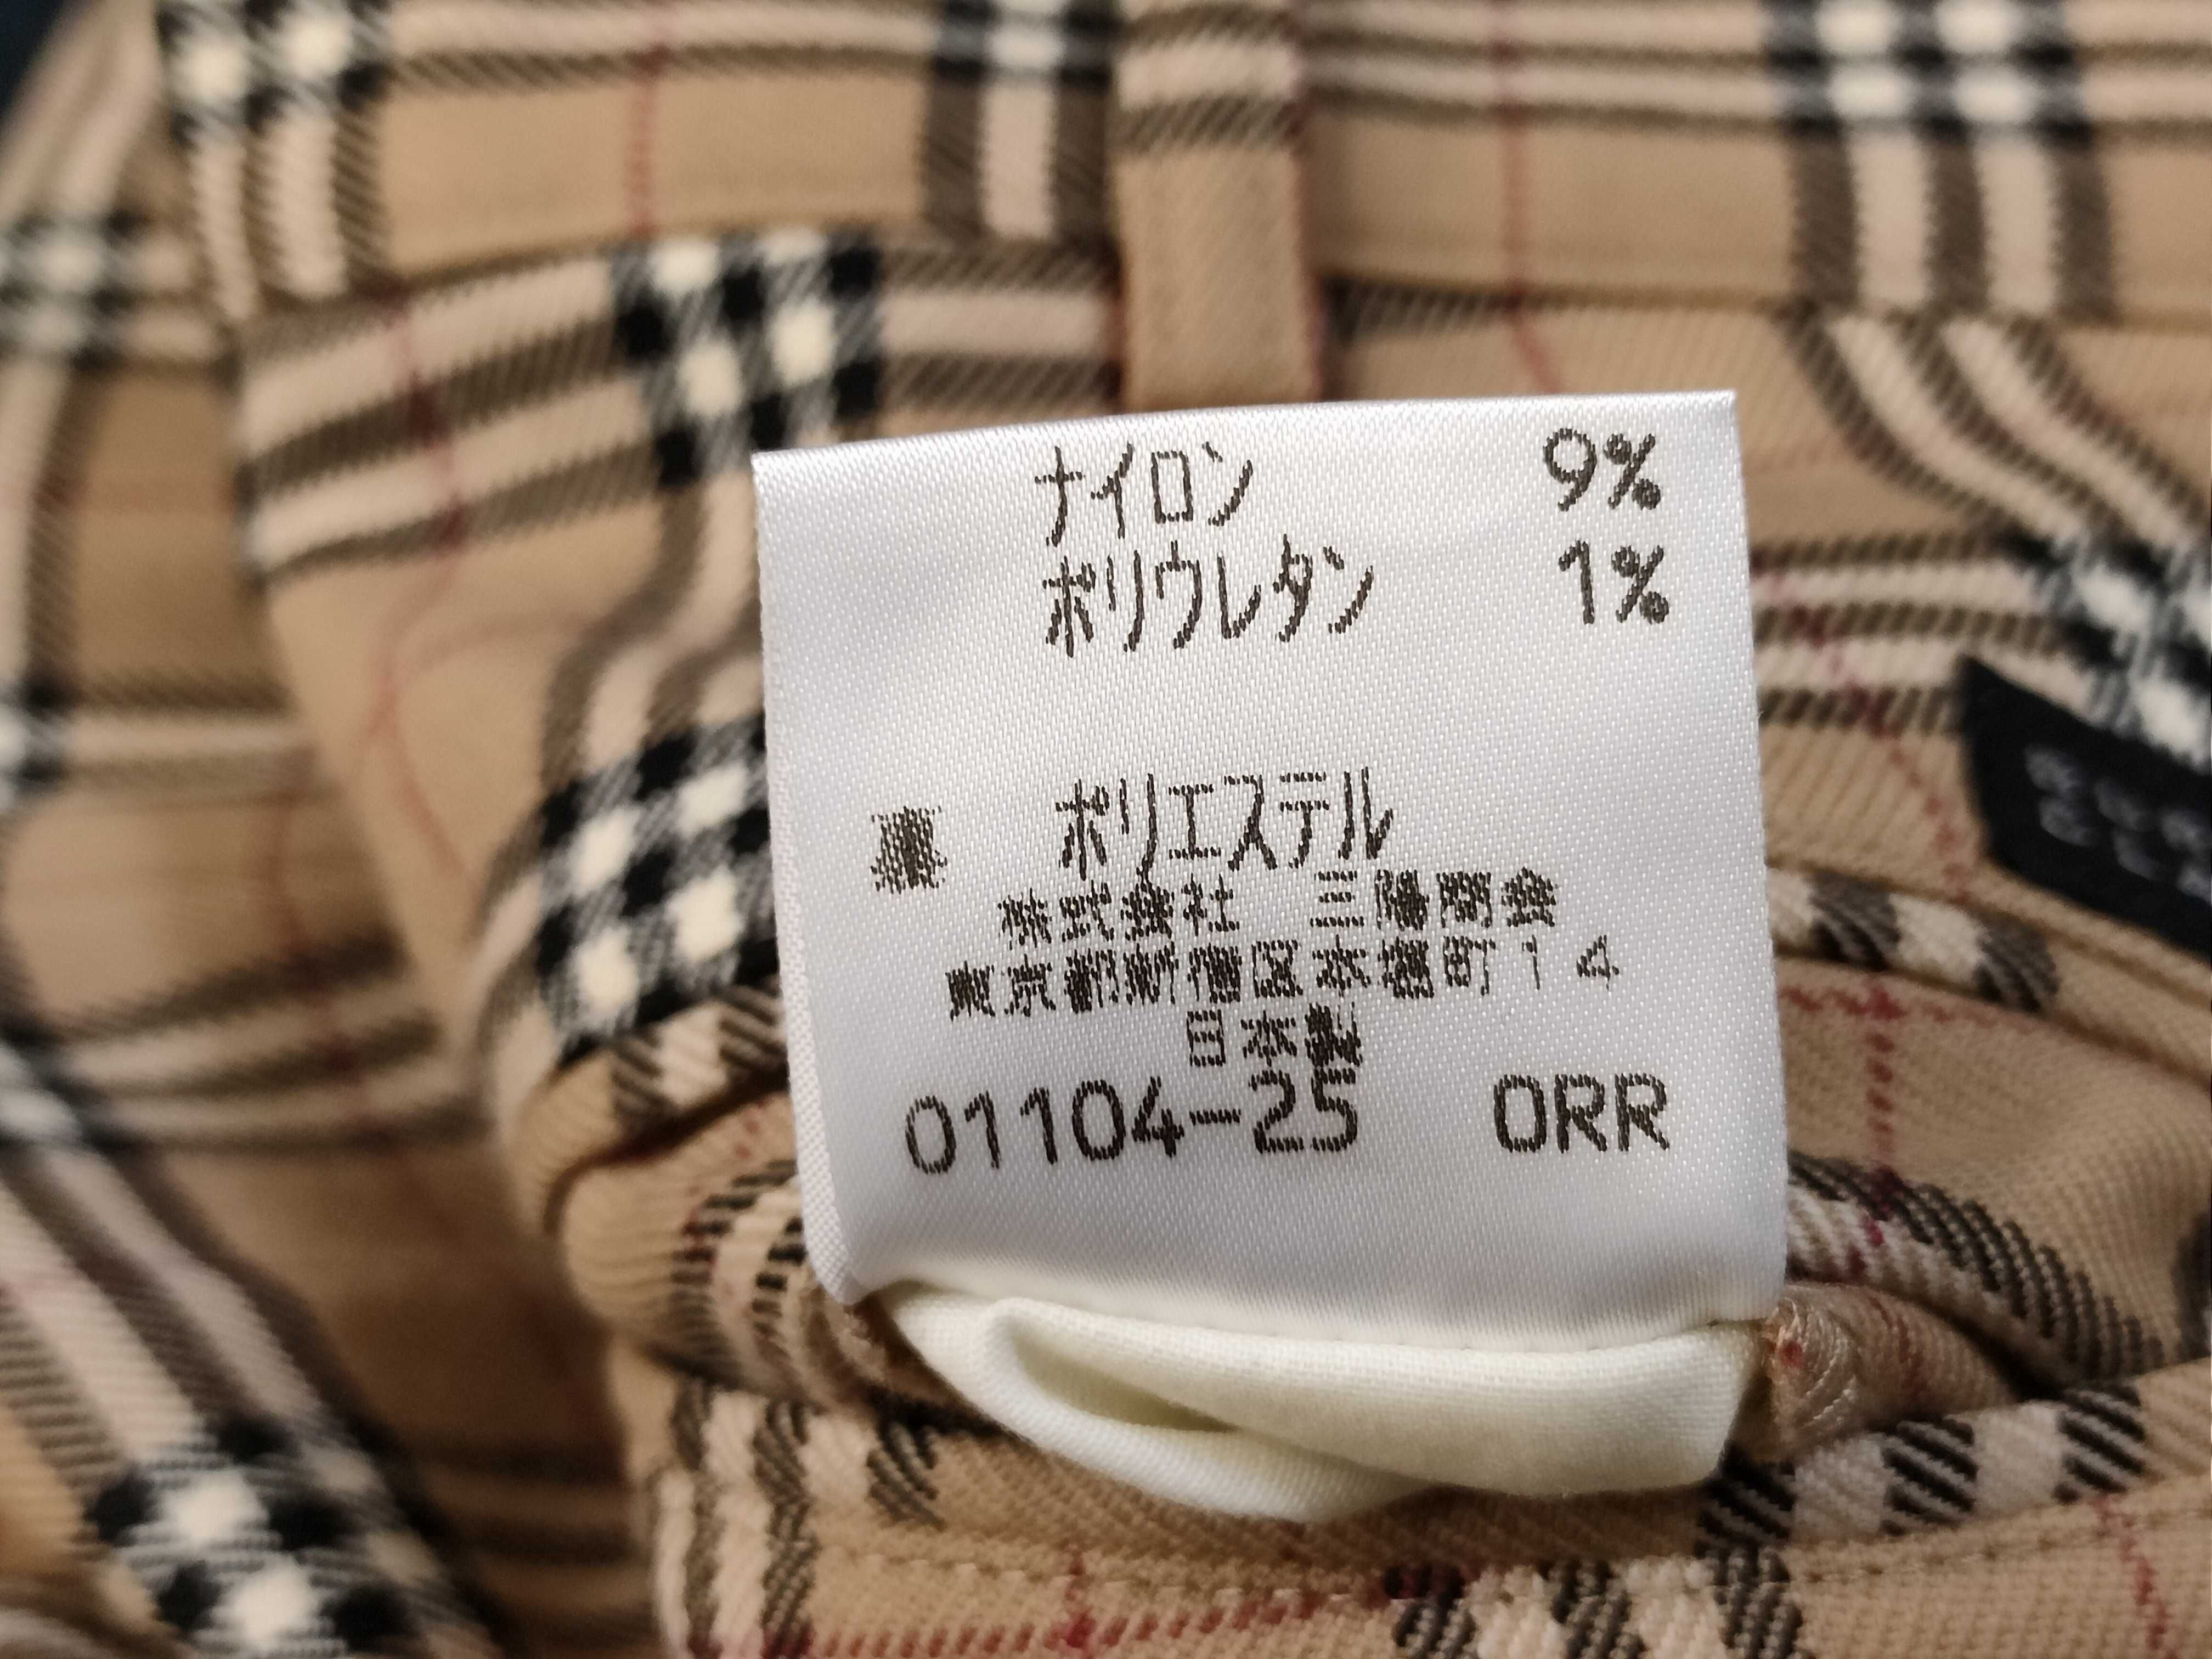 ナイロン 9%
ポリウレタン 1%
裏 ポリエステル
株式会社 三陽商会
東京都新宿区本塩町14
日本製
01104-25 0RR